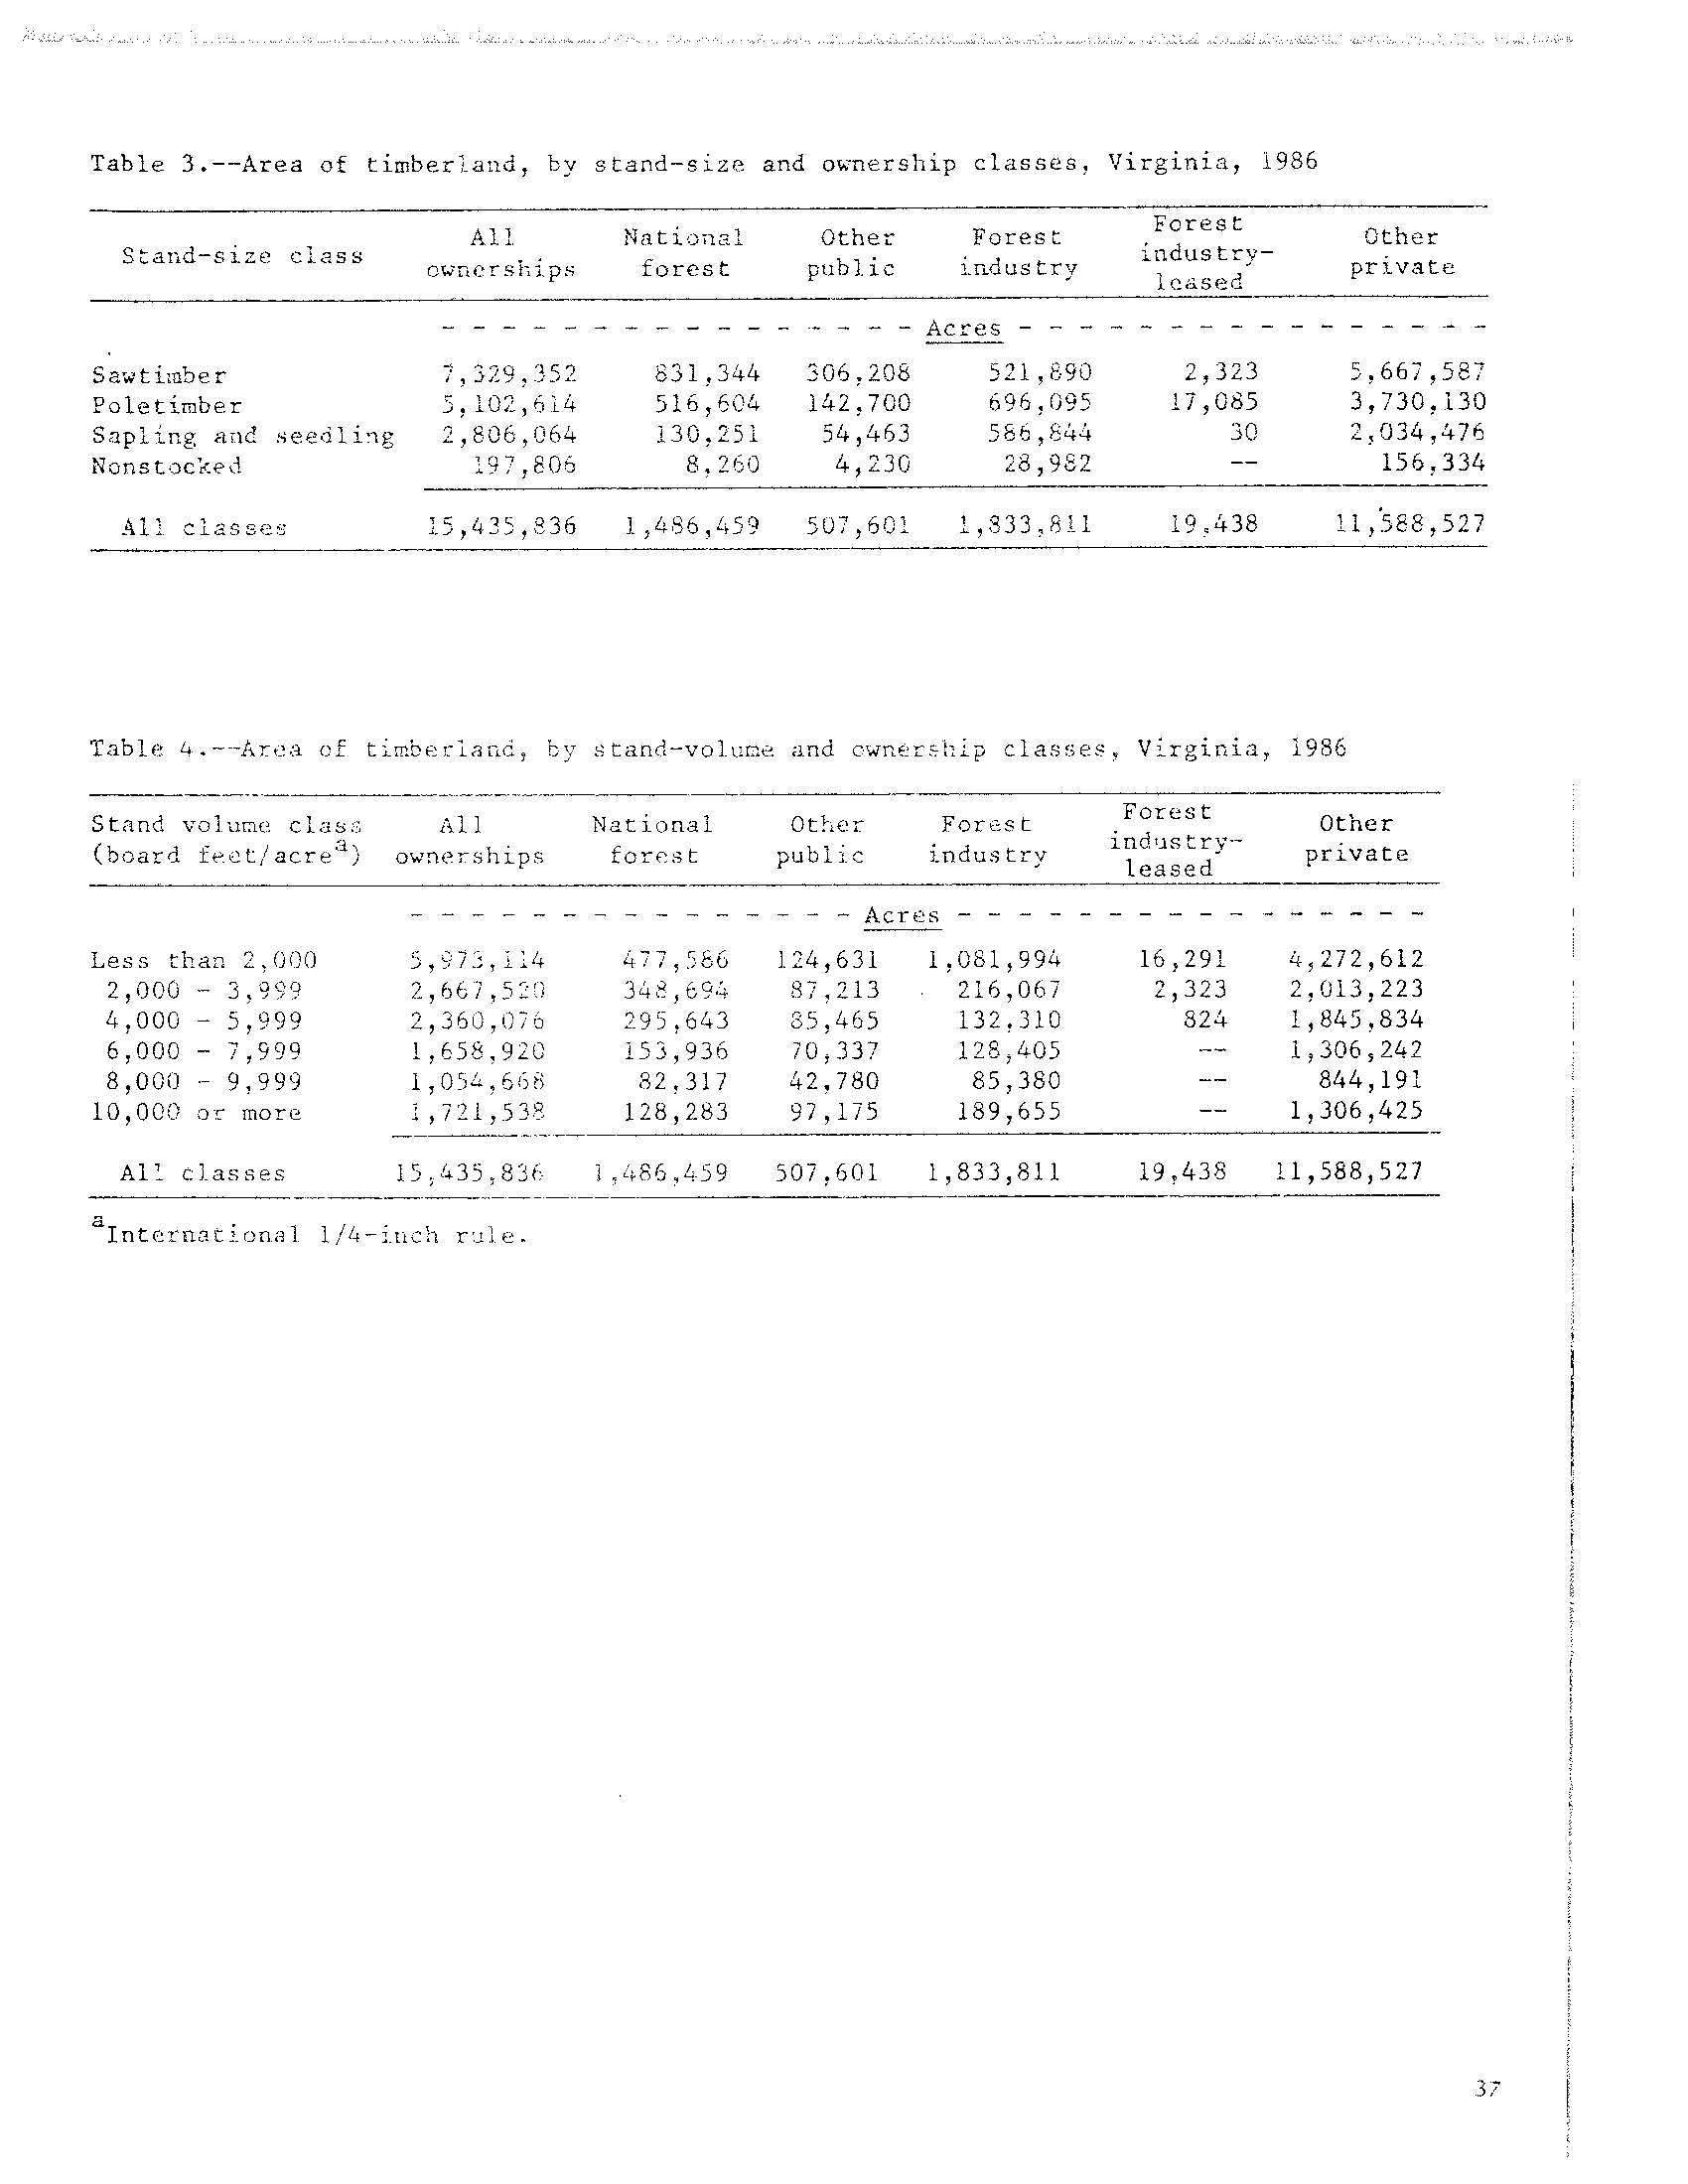 Table 3.--Area of timberland, by stand-size and ownership classes, Virginia, 1986
Stand-size class All ownerships National forest Other public Forest industry Forest industry-leased Other private
- - - - - - - - - - - - - - - - Acres - - - - - - - - - - - - - - - -
Sawtimber 7,329,352 831,344 306,208 521,890 2,323 5,667,587
Poletimber 5,102,614 516,604 142,700 696,095 17,085 3,730,130
Sapling and seedling 2,806,064 130,251 54,463 586,844 30 2,034,476
Nonstocked 197,806 8,260 4,230 28,982 -- 156,334
All classes 15,435,836 1,486,459 507,601 1,833,811 19,438 11,588,527
Table 4.--Area of timberland, by stand-volume and ownership classes, Virginia, 1986
Stand volume class (board feet/acre^a) All ownerships National forest Other public Forest industry Forest industry-leased Other private
- - - - - - - - - - - - - - - Acres - - - - - - - - - - - - - - - -
Less than 2,000 5,973,114 477,586 124,631 1,081,994 16,291 4,272,612
2,000 - 3,999 2,667,520 348,694 87,213 216,067 2,323 2,013,223
4,000 - 5,999 2,360,076 295,643 85,465 132,310 824 1,845,834
6,000 - 7,999 1,658,920 153,936 70,337 128,405 -- 1,306,242
8,000 - 9,999 1,054,668 82,317 42,780 85,380 -- 844,191
10,000 or more 1,721,538 128,283 97,175 189,655 -- 1,306,425
All classes 15,435,836 1,486,459 507,601 1,833,811 19,438 11,588,527
^aInternational 1/4-inch rule.
37